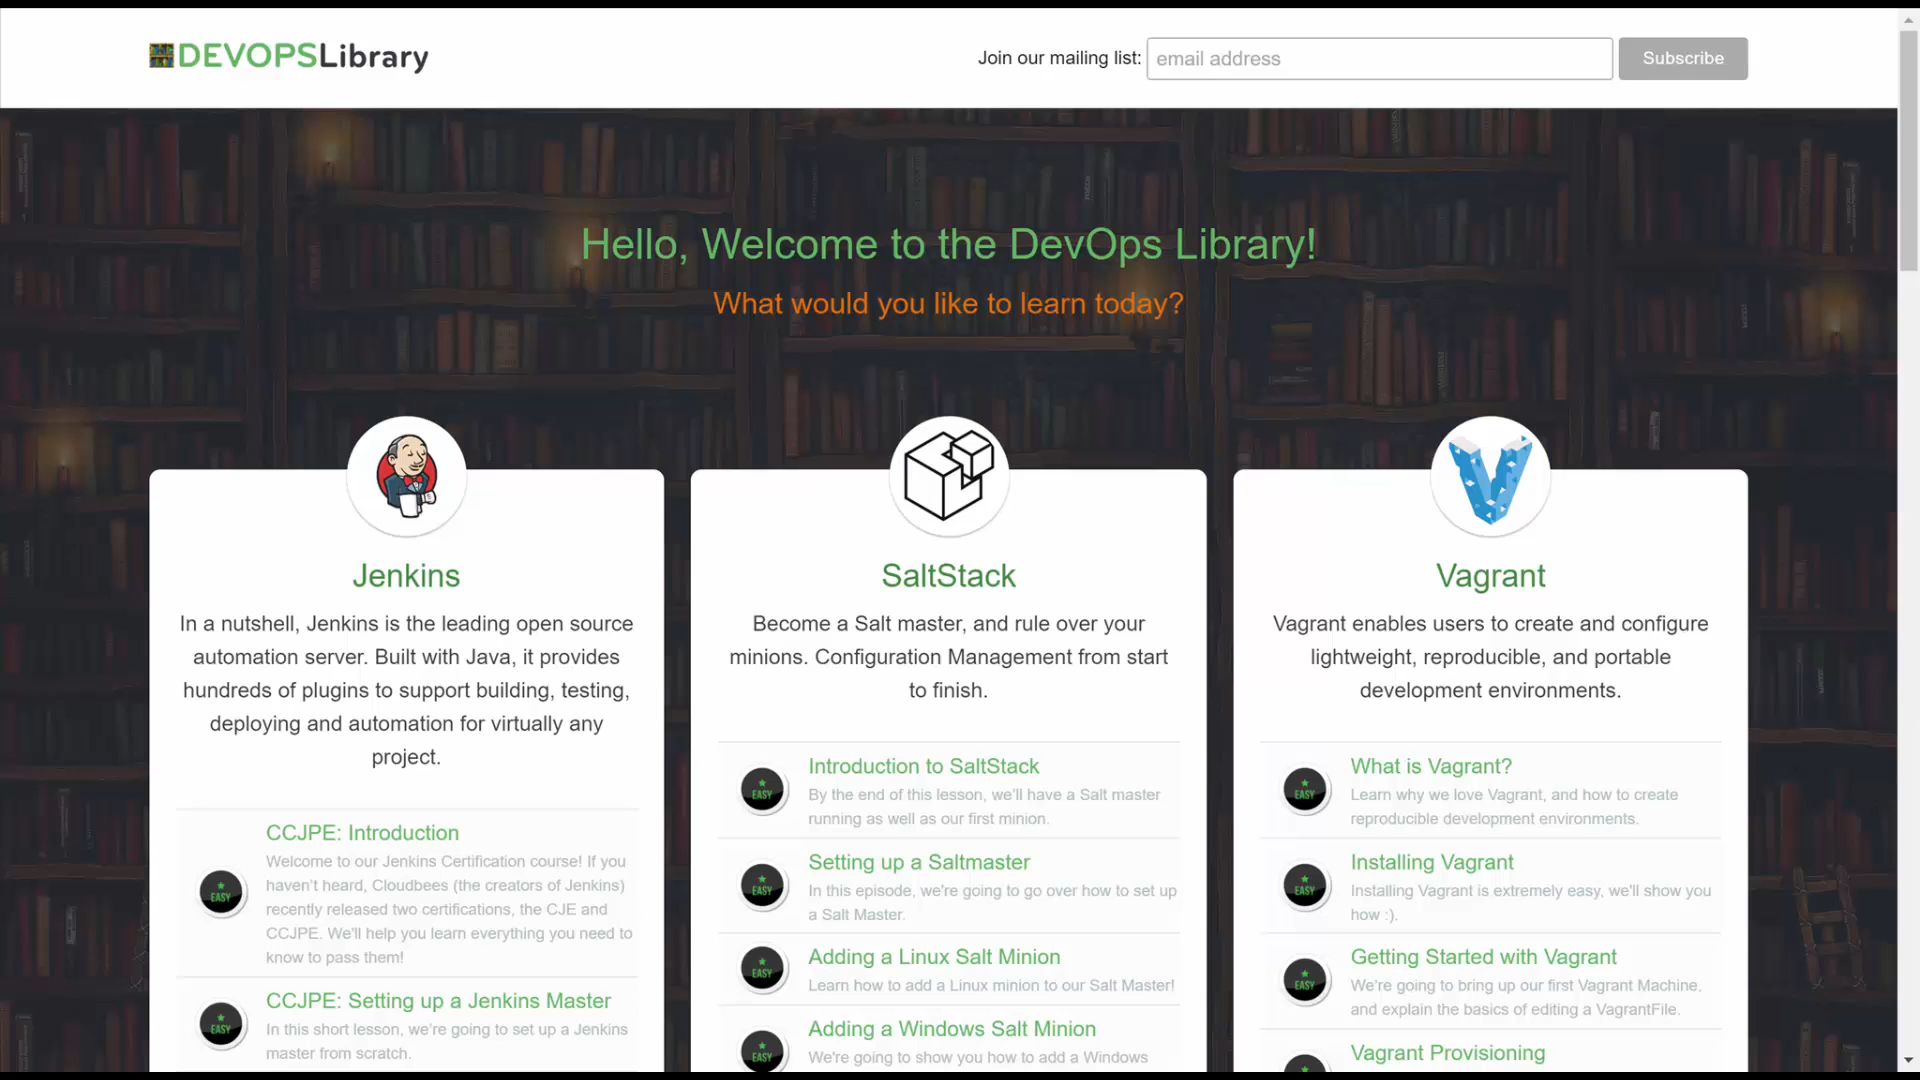 DEVOPSLibrary
Join our mailing list:
email address
Subscribe
Hello, Welcome to the DevOps Library!
What would you like to learn today?
Jenkins
In a nutshell, Jenkins is the leading open source
automation server. Built with Java, it provides
hundreds of plugins to support building, testing,
deploying and automation for virtually any
project.
EASY
CCJPE: Introduction
Welcome to our Jenkins Certification course! If you
haven't heard, Cloudbees (the creators of Jenkins)
recently released two certifications, the CJE and
CCJPE. We'll help you learn everything you need to
know to pass them!
EASY
CCJPE: Setting up a Jenkins Master
In this short lesson, we're going to set up a Jenkins
master from scratch.
SaltStack
Become a Salt master, and rule over your
minions. Configuration Management from start
to finish.
EASY
Introduction to SaltStack
By the end of this lesson, we'll have a Salt master
running as well as our first minion.
EASY
Setting up a Saltmaster
In this episode, we're going to go over how to set up
a Salt Master.
EASY
Adding a Linux Salt Minion
Learn how to add a Linux minion to our Salt Master!
EASY
Adding a Windows Salt Minion
We're going to show you how to add a Windows
Vagrant
Vagrant enables users to create and configure
lightweight, reproducible, and portable
development environments.
EASY
What is Vagrant?
Learn why we love Vagrant, and how to create
reproducible development environments.
EASY
Installing Vagrant
Installing Vagrant is extremely easy, we'll show you
how :).
EASY
Getting Started with Vagrant
We're going to bring up our first Vagrant Machine,
and explain the basics of editing a VagrantFile.
Vagrant Provisioning